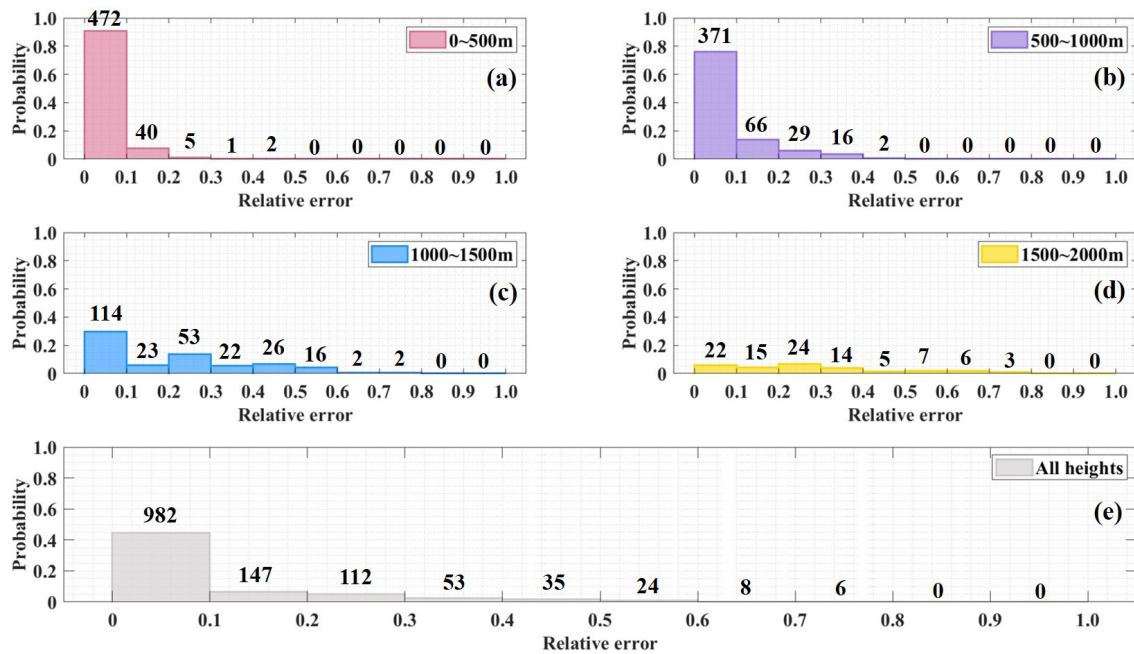 1.0
472
0~500m
0.8
0.6
(a)
Probability
0.4
0.2
40 5 1 2 0 0 0 0 0
0
0 0.1 0.2 0.3 0.4 0.5 0.6 0.7 0.8 0.9 1.0
Relative error
1.0
500~1000m
371
0.8
0.6
(b)
Probability
0.4
66 29 16 2 0 0 0 0 0
0.2
0
0 0.1 0.2 0.3 0.4 0.5 0.6 0.7 0.8 0.9 1.0
Relative error
1.0
1000~1500m
0.8
0.6
(c)
Probability
0.4
114 23 53 22 26 16 2 2 0 0
0.2
0
0 0.1 0.2 0.3 0.4 0.5 0.6 0.7 0.8 0.9 1.0
Relative error
1.0
1500~2000m
0.8
0.6
(d)
Probability
0.4
0.2
22 15 24 14 5 7 6 3 0 0
0
0 0.1 0.2 0.3 0.4 0.5 0.6 0.7 0.8 0.9 1.0
Relative error
1.0
All heights
0.8
0.6
(e)
Probability
982
0.4
0.2
147 112 53 35 24 8 6 0 0
0
0 0.1 0.2 0.3 0.4 0.5 0.6 0.7 0.8 0.9 1.0
Relative error